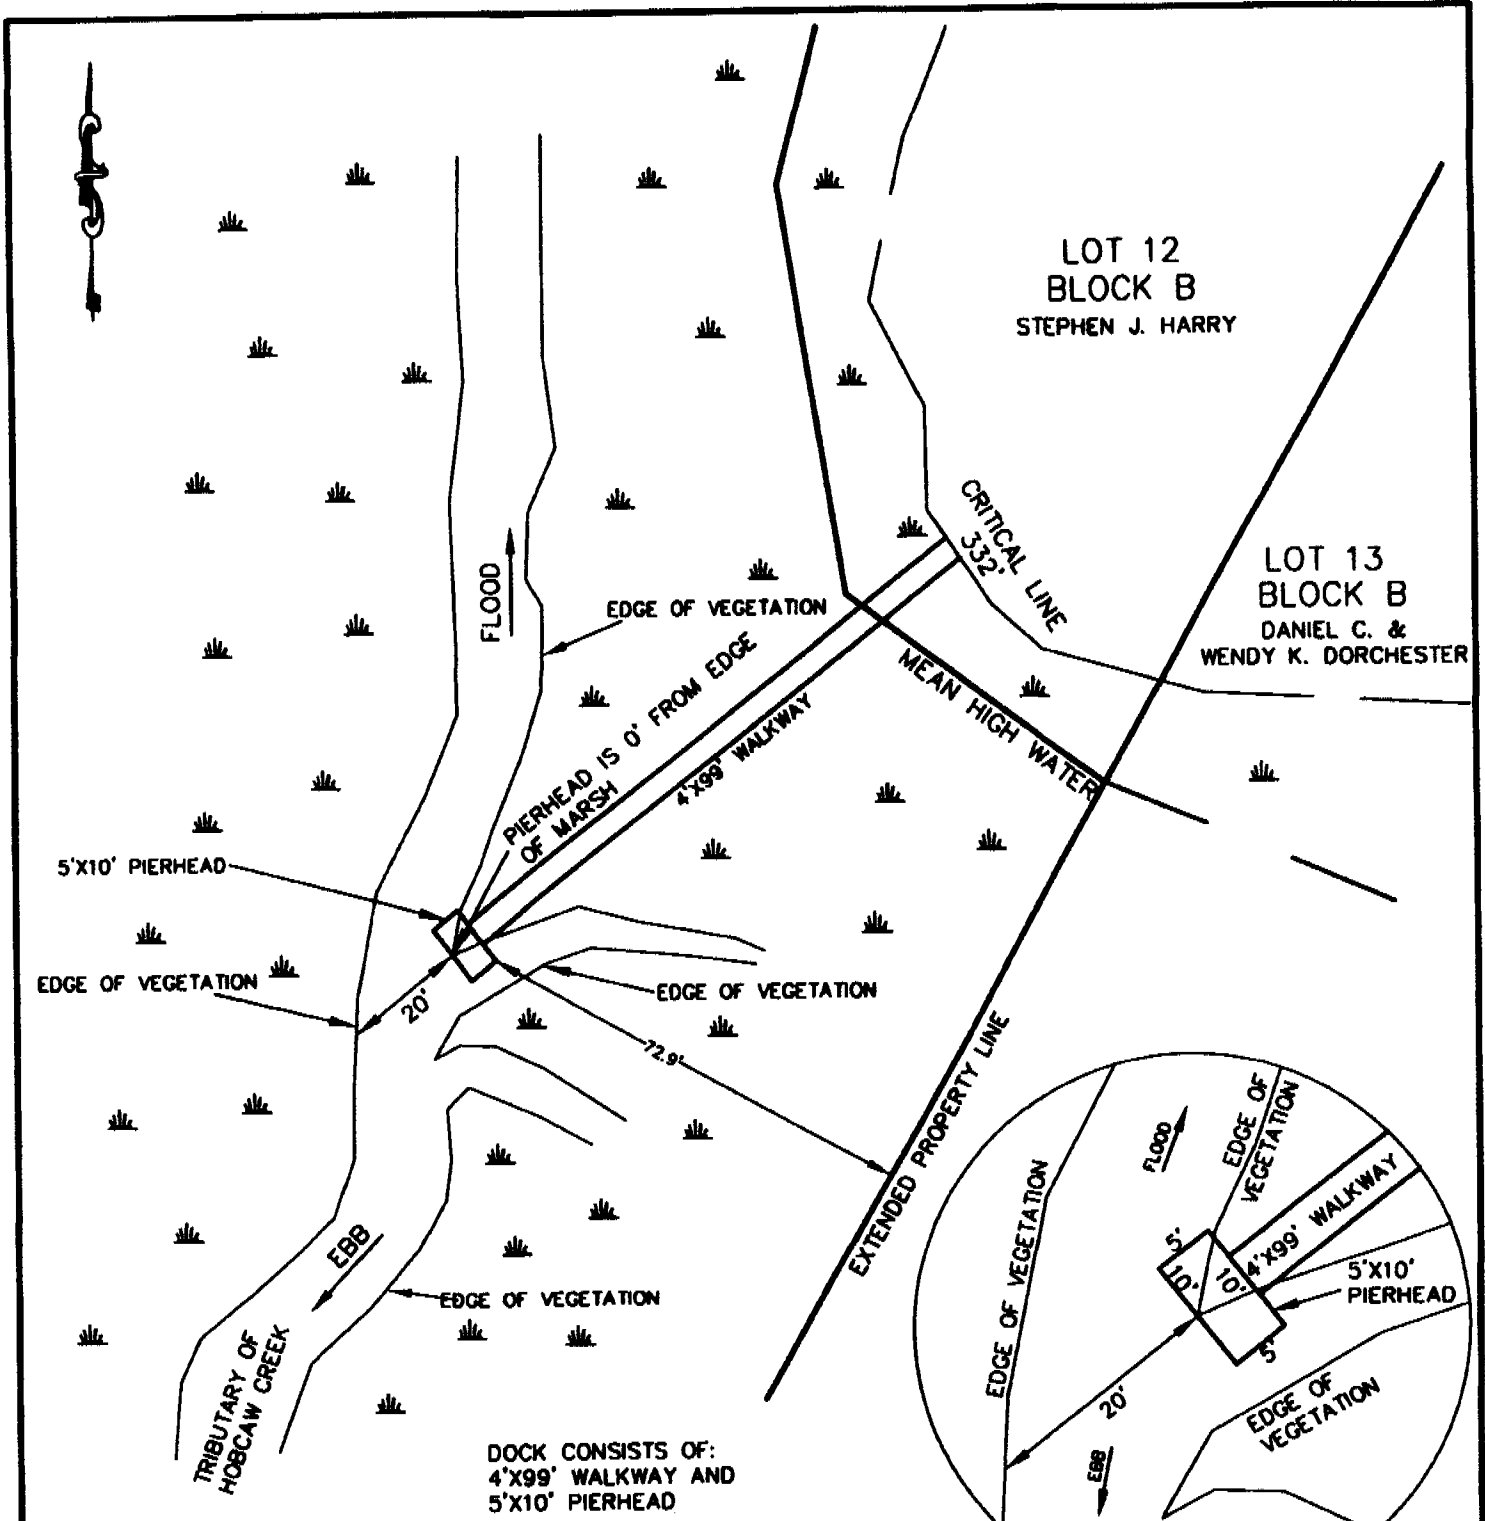 LOT 12
BLOCK B
STEPHEN J. HARRY
CRITICAL LINE
332'
LOT 13
BLOCK B
DANIEL C. &
WENDY K. DORCHESTER
FLOOD
EDGE OF VEGETATION
PIERHEAD IS 0' FROM EDGE
OF MARSH
4'X99' WALKWAY
MEAN HIGH WATER
5'X10' PIERHEAD
EDGE OF VEGETATION
20'
EDGE OF VEGETATION
72.9'
EXTENDED PROPERTY LINE
EBB
EDGE OF VEGETATION
TRIBUTARY OF
HOBCAW CREEK
DOCK CONSISTS OF:
4'X99' WALKWAY AND
5'X10' PIERHEAD
FLOOD
EDGE OF
VEGETATION
EDGE OF VEGETATION
4'X99' WALKWAY
5'
10'
10'
5'
5'X10'
PIERHEAD
20'
EDGE OF
VEGETATION
EBB